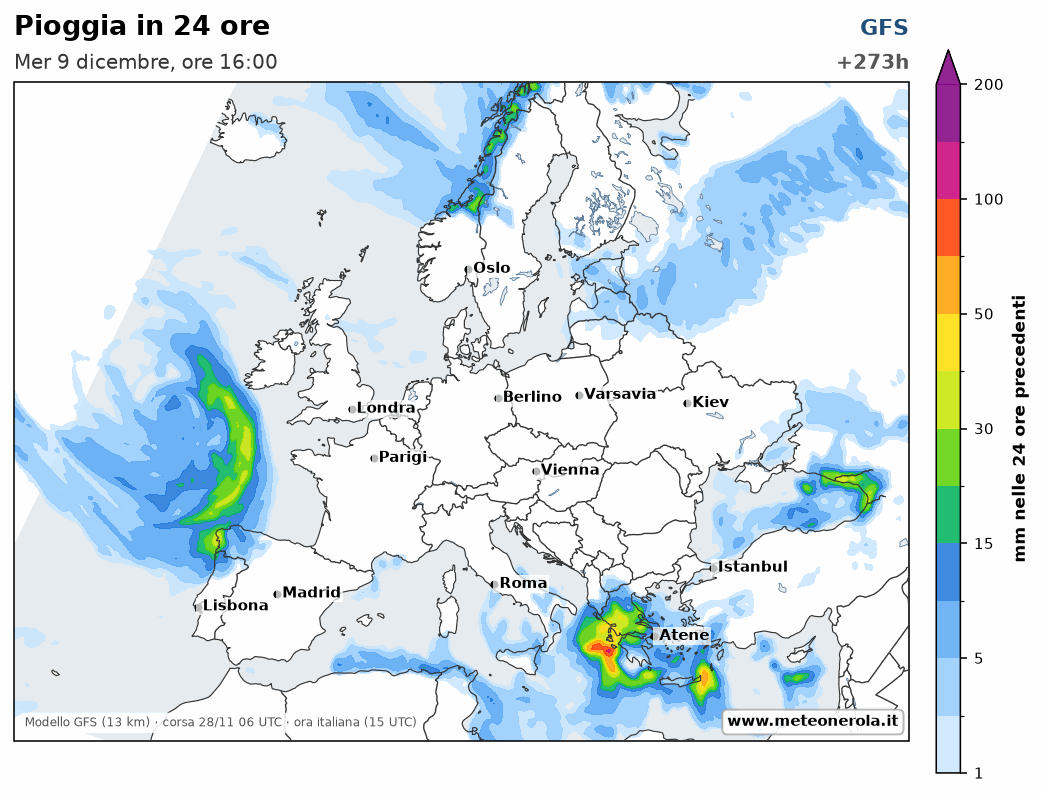 Pioggia in 24 ore
GFS
Mer 9 dicembre, ore 16:00
+273h
Oslo
Berlino
Varsavia
Kiev
Londra
Parigi
Vienna
Istanbul
Roma
Madrid
Lisbona
Atene
Modello GFS (13 km) · corsa 28/11 06 UTC · ora italiana (15 UTC)
www.meteonerola.it
200
100
50
30
15
5
1
mm nelle 24 ore precedenti